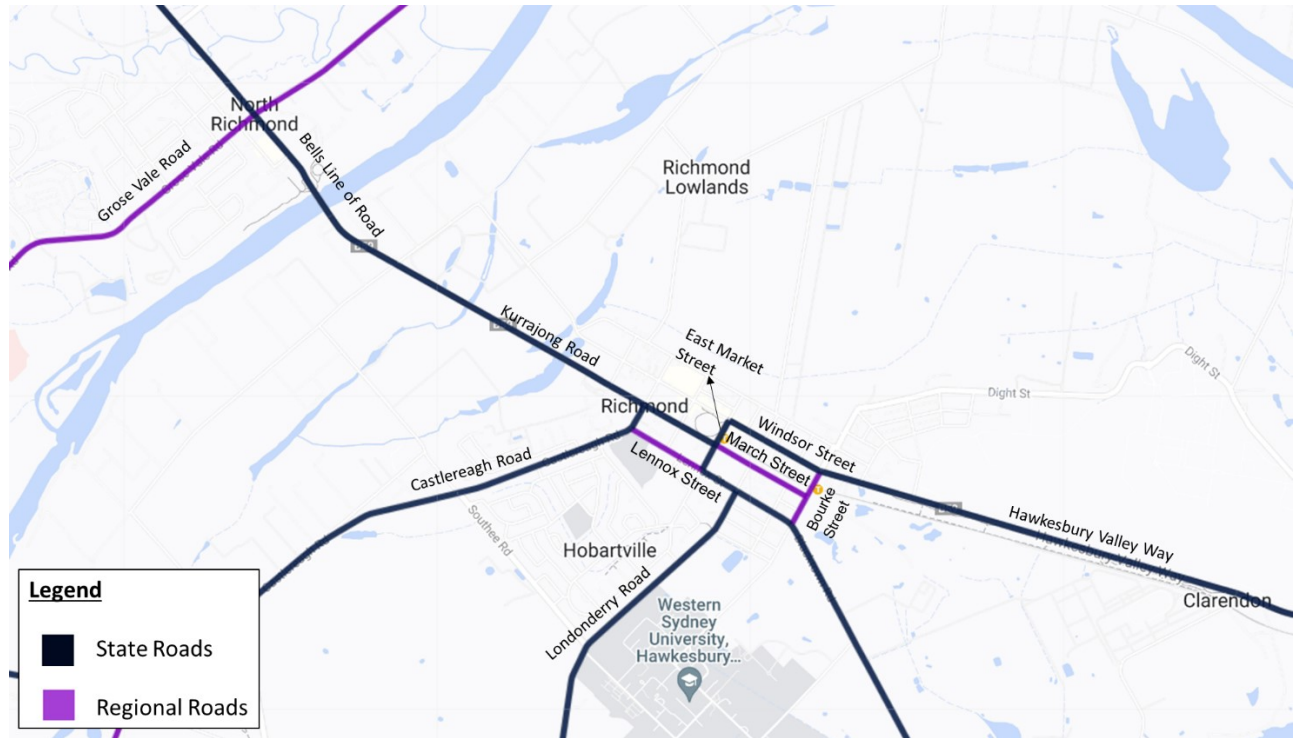 North
Richmond
Grose Vale Road
Bells Line of Road
Richmond
Lowlands
Kurrajong Road
East Market
Street
Dight St
Dight St
Richmond
Windsor Street
March Street
Lennox Street
Castlereagh Road
Bourke
Street
Hawkesbury Valley Way
Hawkesbury Valley Way
Southee Rd
Hobartville
Clarendon
Londonderry Road
Western
Sydney
University,
Hawkesbury...
Legend
State Roads
Regional Roads